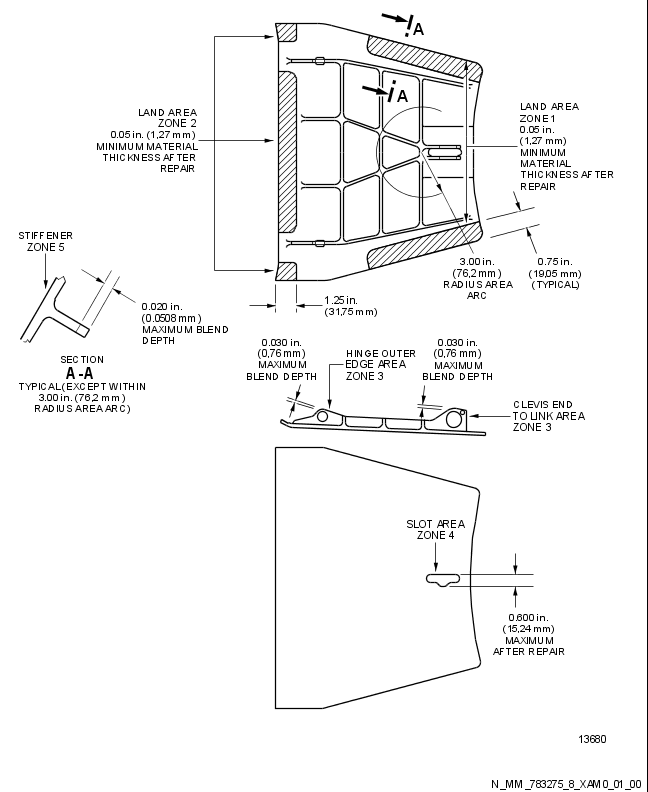 A
A
LAND AREA
ZONE 2
0.05 in. (1,27 mm)
MINIMUM MATERIAL
THICKNESS AFTER
REPAIR
LAND AREA
ZONE 1
0.05 in.
(1,27 mm)
MINIMUM
MATERIAL
THICKNESS AFTER
REPAIR
STIFFENER
ZONE 5
0.020 in.
(0.0508 mm)
MAXIMUM BLEND
DEPTH
SECTION
A-A
TYPICAL (EXCEPT WITHIN
3.00 in. (76,2 mm)
RADIUS AREA ARC)
3.00 in.
(76,2 mm)
RADIUS AREA
ARC
0.75 in.
(19,05 mm)
(TYPICAL)
1.25 in.
(31,75 mm)
0.030 in.
(0,76 mm)
MAXIMUM
BLEND DEPTH
HINGE OUTER
EDGE AREA
ZONE 3
0.030 in.
(0,76 mm)
MAXIMUM
BLEND DEPTH
CLEVIS END
TO LINK AREA
ZONE 3
SLOT AREA
ZONE 4
0.600 in.
(15,24 mm)
MAXIMUM
AFTER REPAIR
13680
N_MM_783275_8_XAM0_01_00